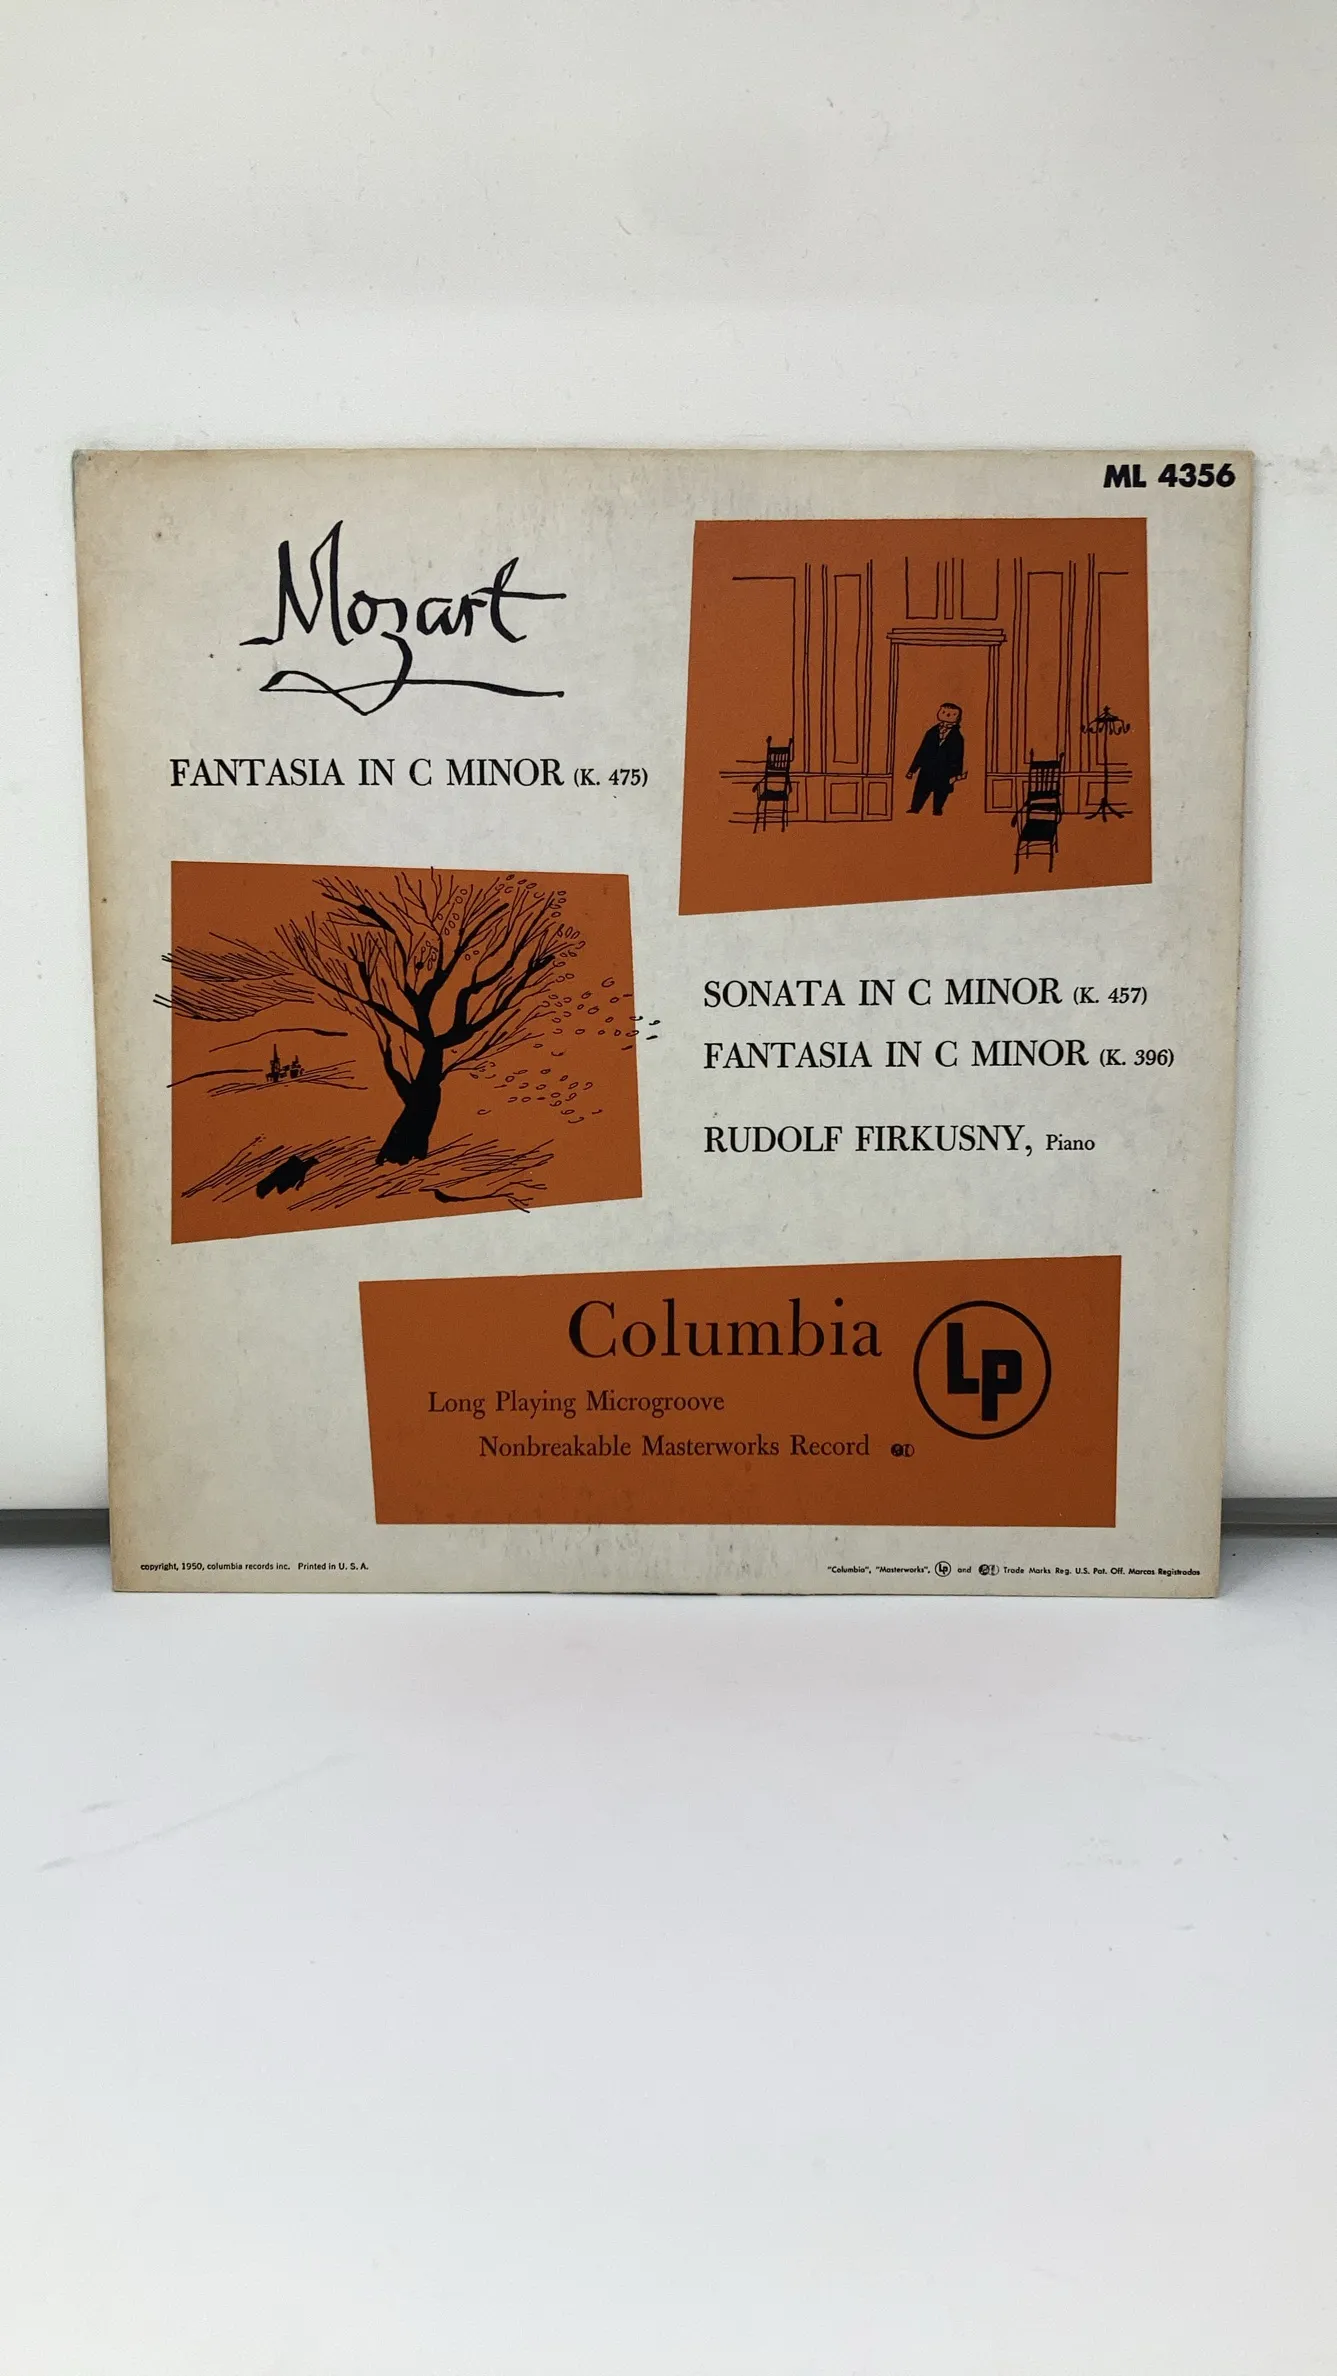 ML 4356
Mozart
FANTASIA IN C MINOR (K. 475)
SONATA IN C MINOR (K. 457)
FANTASIA IN C MINOR (K. 396)
RUDOLF FIRKUSNY, Piano
Columbia
LP
Long Playing Microgroove
Nonbreakable Masterworks Record
copyright, 1950, columbia records inc. Printed in U. S. A.
"Columbia", "Masterworks", LP and Trade Marks Reg. U.S. Pat. Off. Marcas Registradas